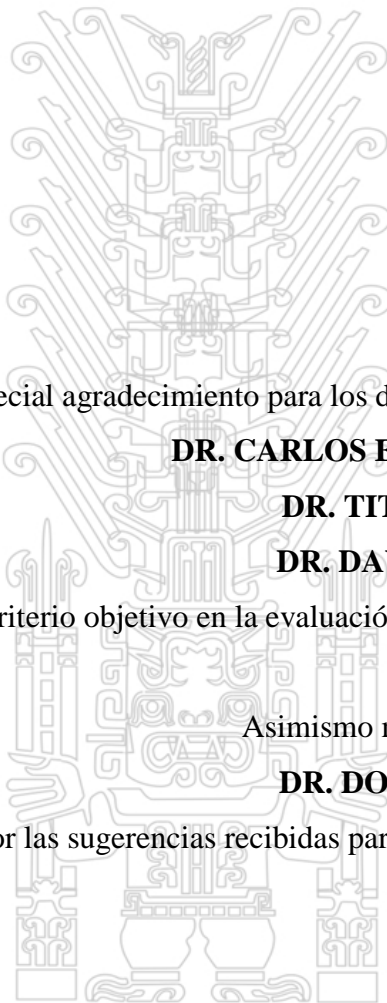 ecial agradecimiento para los d
DR. CARLOS
DR. TIT
DR. DA
riterio objetivo en la evaluació
Asimismo
DR. DO
or las sugerencias recibidas par